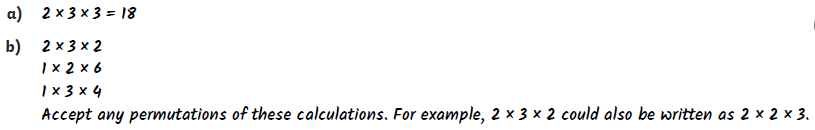 a) 2 × 3 × 3 = 18
b) 2 × 3 × 2
1 × 2 × 6
1 × 3 × 4
Accept any permutations of these calculations. For example, 2 × 3 × 2 could also be written as 2 × 2 × 3.